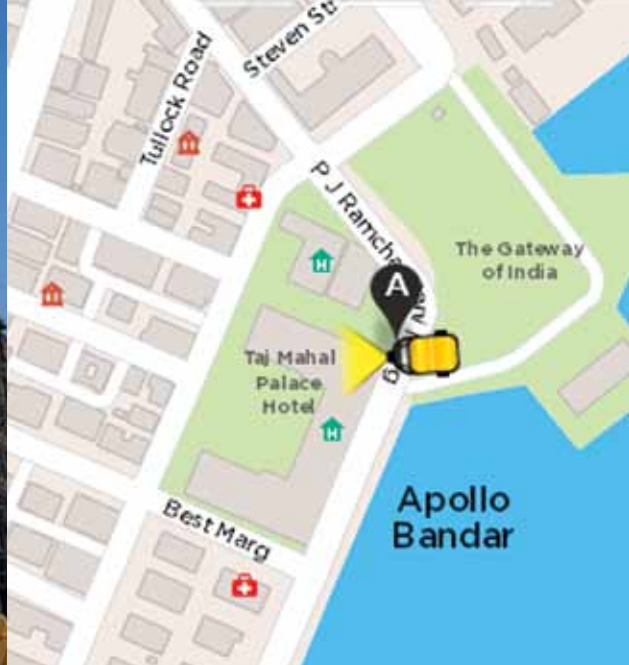 Steven St
Tullock Road
P J Ramcha
The Gateway
of India
A
H
Taj Mahal
Palace
Hotel
H
Apollo
Bandar
Best Marg